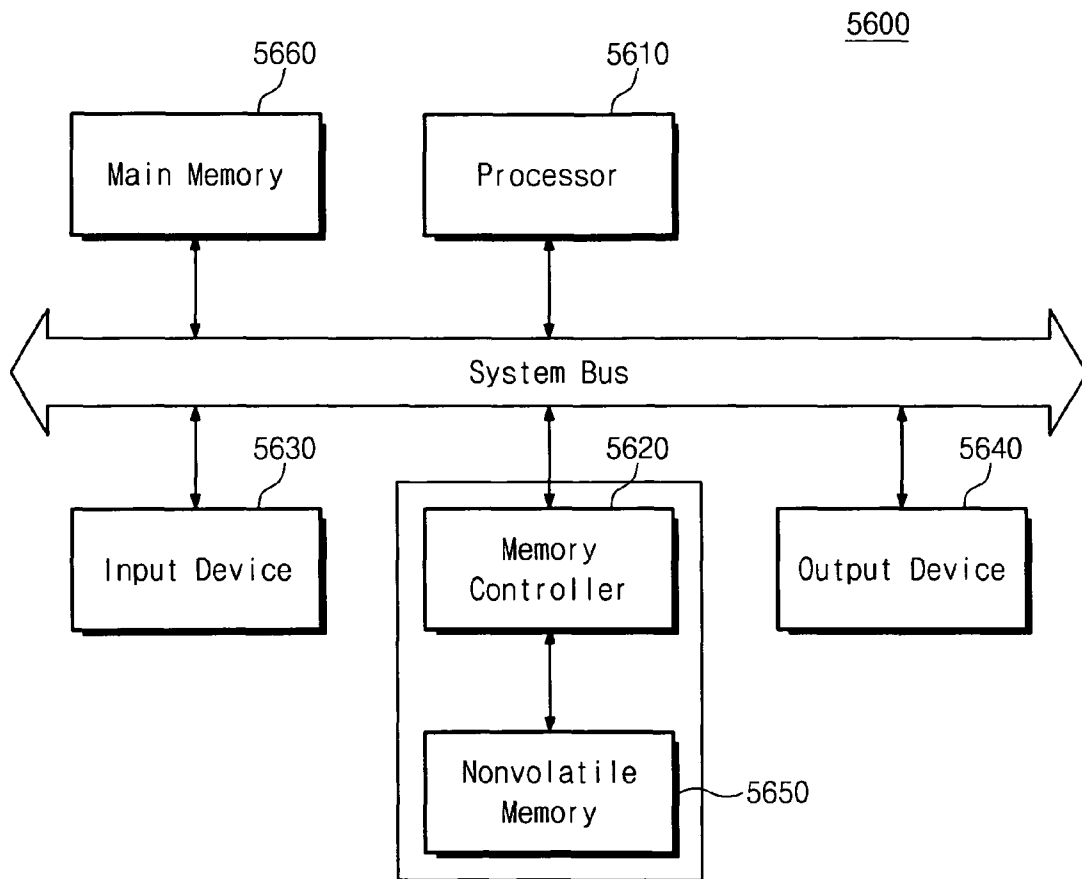 5600
5660
5610
Main Memory
Processor
System Bus
5630
5620
5640
Input Device
Memory
Controller
Output Device
Nonvolatile
Memory
5650